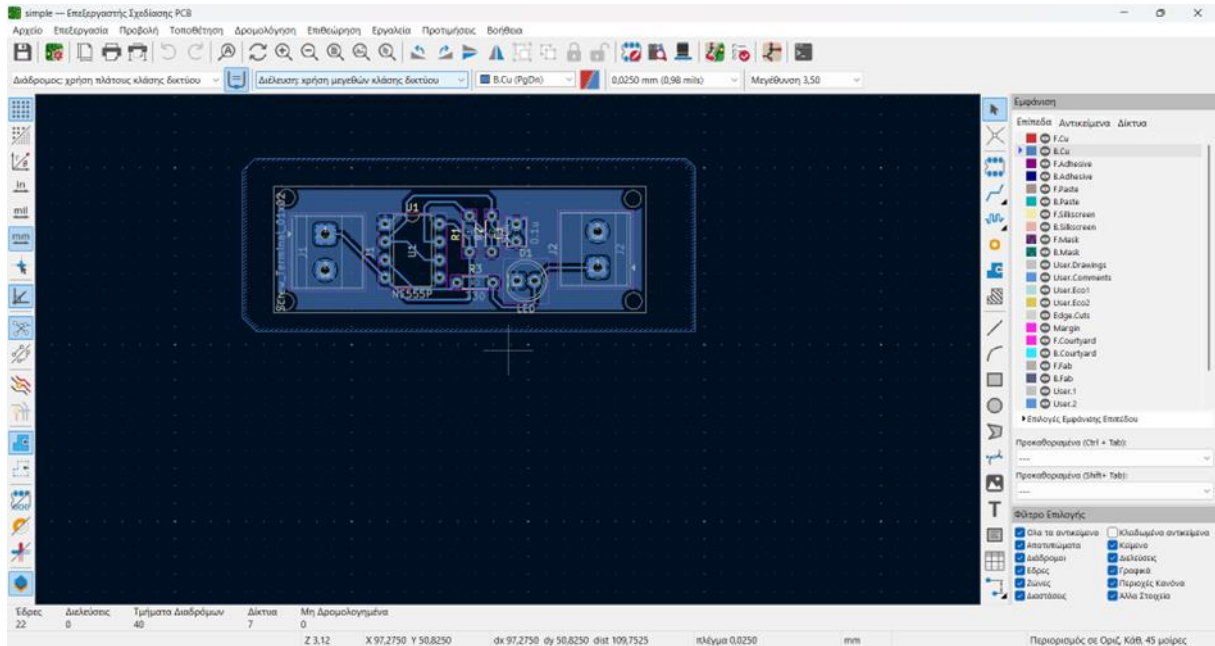 simple — Επεξεργαστής Σχεδίασης PCB
Αρχείο Επεξεργασία Προβολή Τοποθέτηση Δρομολόγηση Επιθεώρηση Εργαλεία Προτιμήσεις Βοήθεια
Διάδρομος: χρήση πλάτους κλάσης δικτύου Διέλευση: χρήση μεγεθών κλάσης δικτύου B.Cu (PgDn) 0,0250 mm (0,98 mils) Μεγέθυνση 3,50
Εμφάνιση
Επίπεδα Αντικείμενα Δίκτυα
F.Cu
B.Cu
F.Adhesive
B.Adhesive
F.Paste
B.Paste
F.Silkscreen
B.Silkscreen
F.Mask
B.Mask
User.Drawings
User.Comments
User.Eco1
User.Eco2
Edge.Cuts
Margin
F.Courtyard
B.Courtyard
F.Fab
B.Fab
User.1
User.2
Επιλογές Εμφάνισης Επιπέδου
Προκαθορισμένα (Ctrl + Tab):
---
Προκαθορισμένα (Shift+ Tab):
---
Φίλτρο Επιλογής
Όλα τα αντικείμενα Κλειδωμένα αντικείμενα
Αποτυπώματα Κείμενο
Διάδρομοι Διελεύσεις
Έδρες Γραφικά
Ζώνες Περιοχές Κανόνα
Διαστάσεις Άλλα Στοιχεία
in
mil
mm
J1
J1
U1
U1
NE555P
R1
R3
330
0.1u
D1
LED
J2
J2
Έδρες Διελεύσεις Τμήματα Διαδρόμων Δίκτυα Μη Δρομολογημένα
22 0 40 7 0
Z 3,12 X 97,2750 Y 50,8250 dx 97,2750 dy 50,8250 dist 109,7525 πλέγμα 0,0250 mm Περιορισμός σε Οριζ, Κάθ, 45 μοίρες